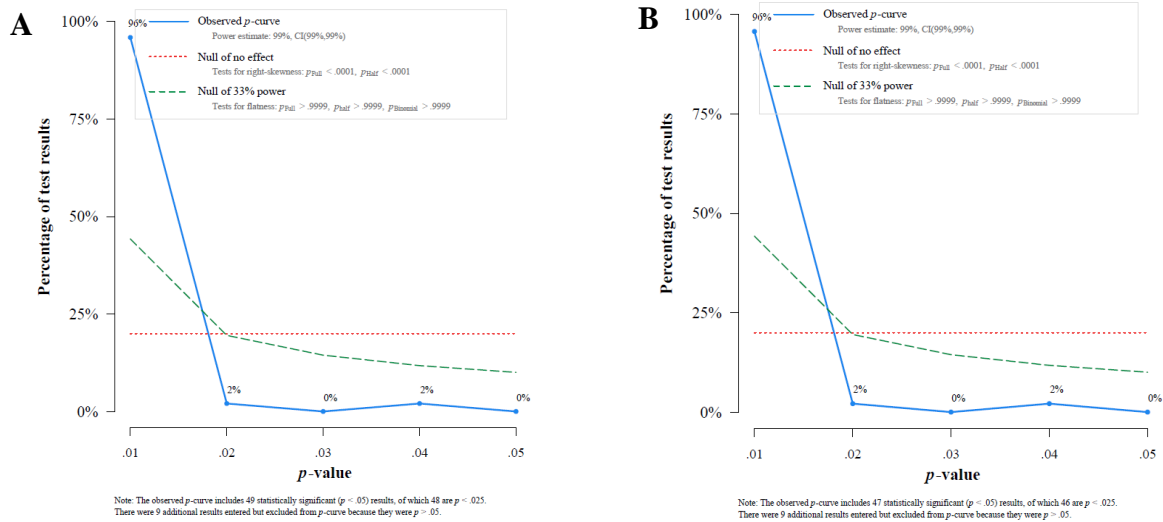 A
Percentage of test results
100%
75%
50%
25%
0%
96%
Observed p-curve
Power estimate: 99%, CI(99%,99%)
Null of no effect
Tests for right-skewness: pFull < .0001, pHalf < .0001
Null of 33% power
Tests for flatness: pFull > .9999, phalf > .9999, pBinomial > .9999
2%
0%
2%
0%
.01 .02 .03 .04 .05
p-value
Note: The observed p-curve includes 49 statistically significant (p < .05) results, of which 48 are p < .025.
There were 9 additional results entered but excluded from p-curve because they were p > .05.
B
Percentage of test results
100%
75%
50%
25%
0%
96%
Observed p-curve
Power estimate: 99%, CI(99%,99%)
Null of no effect
Tests for right-skewness: pFull < .0001, pHalf < .0001
Null of 33% power
Tests for flatness: pFull > .9999, phalf > .9999, pBinomial > .9999
2%
0%
2%
0%
.01 .02 .03 .04 .05
p-value
Note: The observed p-curve includes 47 statistically significant (p < .05) results, of which 46 are p < .025.
There were 9 additional results entered but excluded from p-curve because they were p > .05.